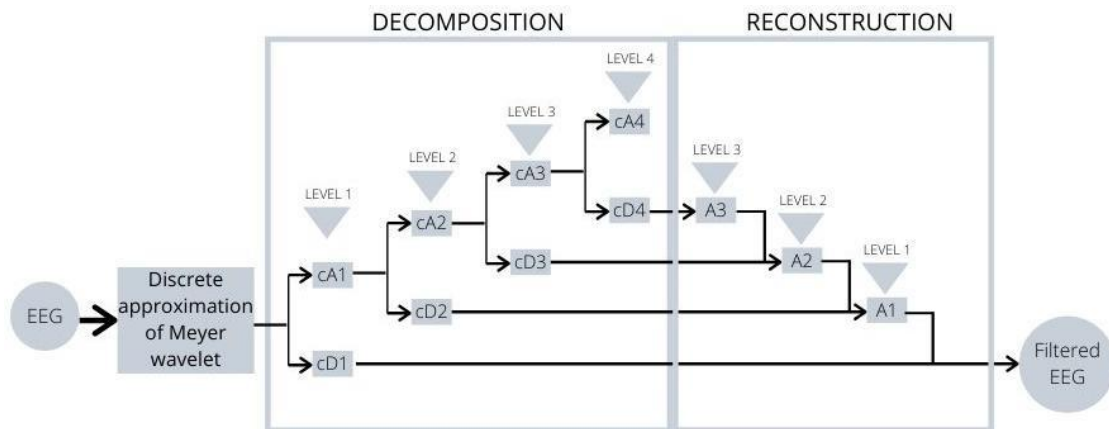 DECOMPOSITION
RECONSTRUCTION
LEVEL 4
cA4
LEVEL 3
cA3
LEVEL 3
LEVEL 2
cA2
cD4
A3
LEVEL 2
LEVEL 1
cA1
cD3
A2
LEVEL 1
EEG
Discrete
approximation
of Meyer
wavelet
cD2
A1
cD1
Filtered
EEG